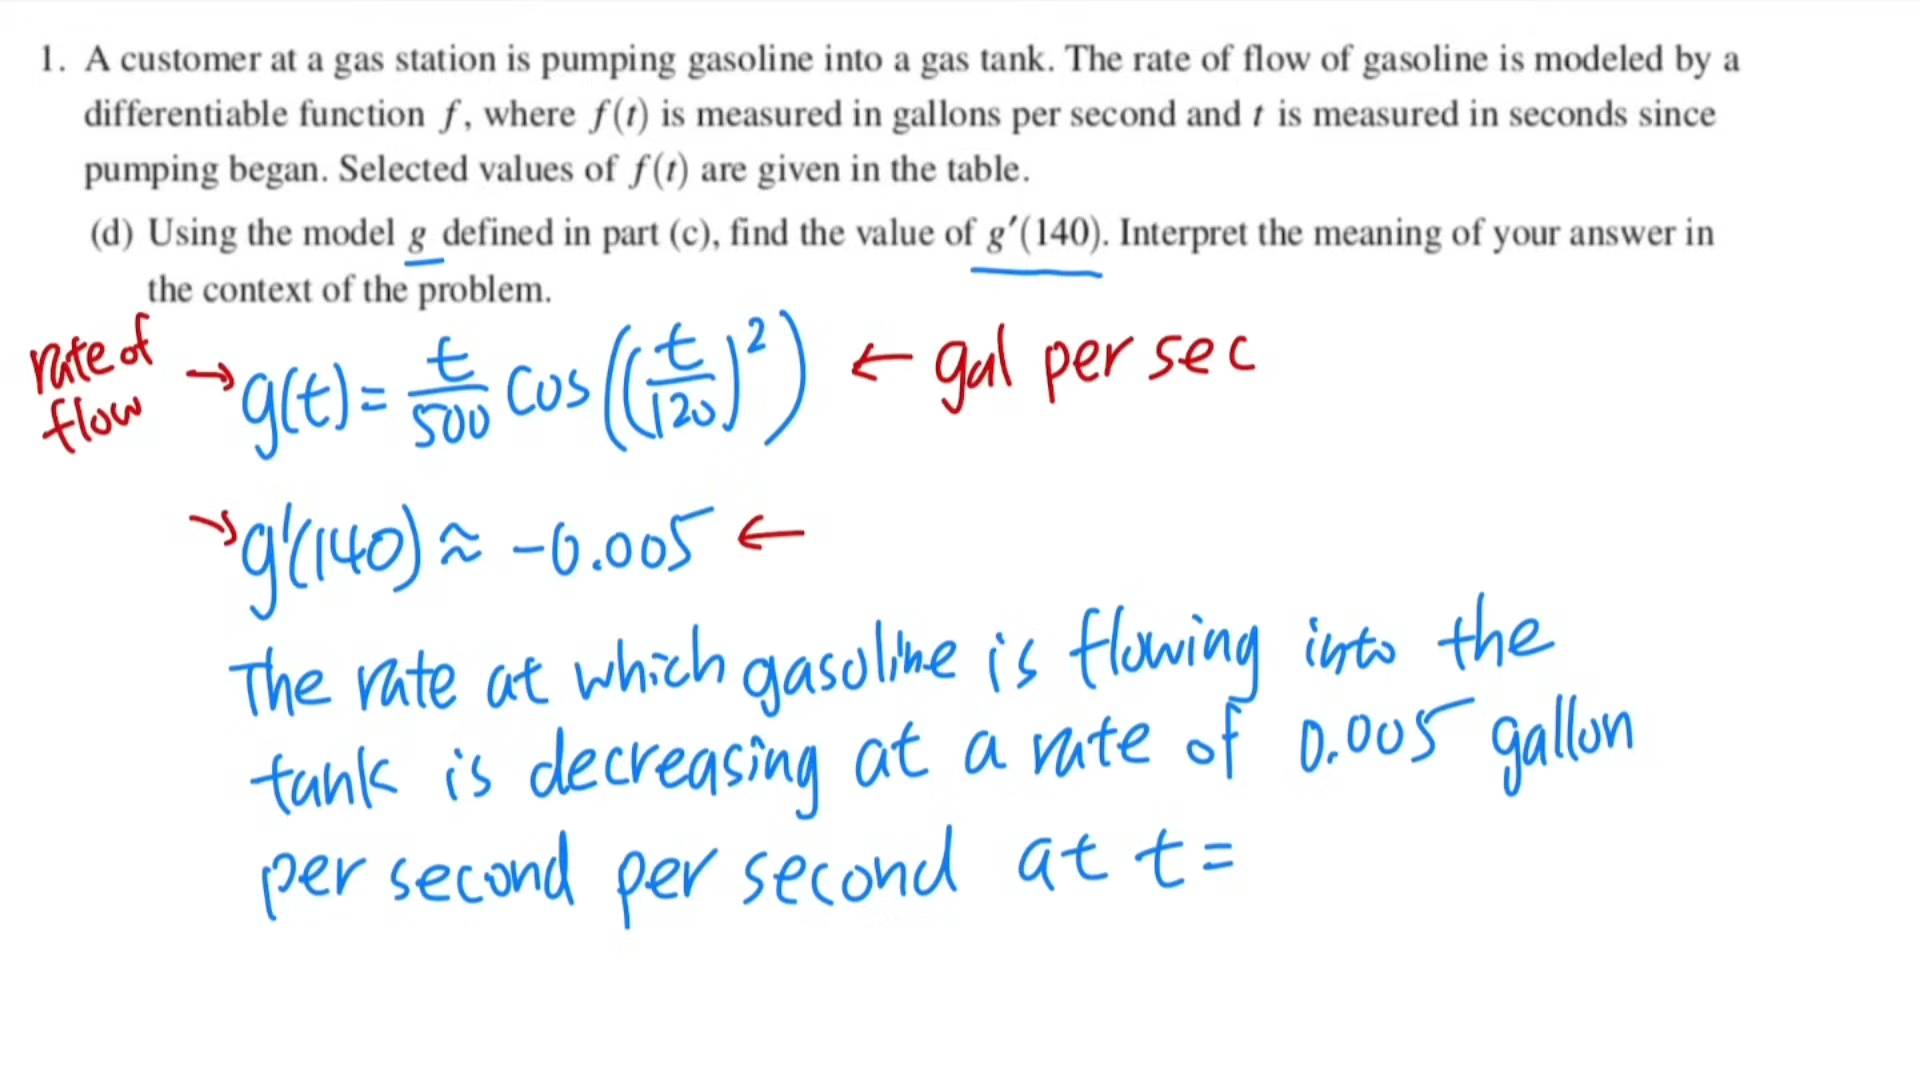 1. A customer at a gas station is pumping gasoline into a gas tank. The rate of flow of gasoline is modeled by a
differentiable function f, where f(t) is measured in gallons per second and t is measured in seconds since
pumping began. Selected values of f(t) are given in the table.
(d) Using the model g defined in part (c), find the value of g′(140). Interpret the meaning of your answer in
the context of the problem.
rate of
flow
→ g(t) = t/500 cos((t/120)²) ← gal per sec
→ g'(140) ≈ -0.005 ←
The rate at which gasoline is flowing into the
tank is decreasing at a rate of 0.005 gallon
per second per second at t =